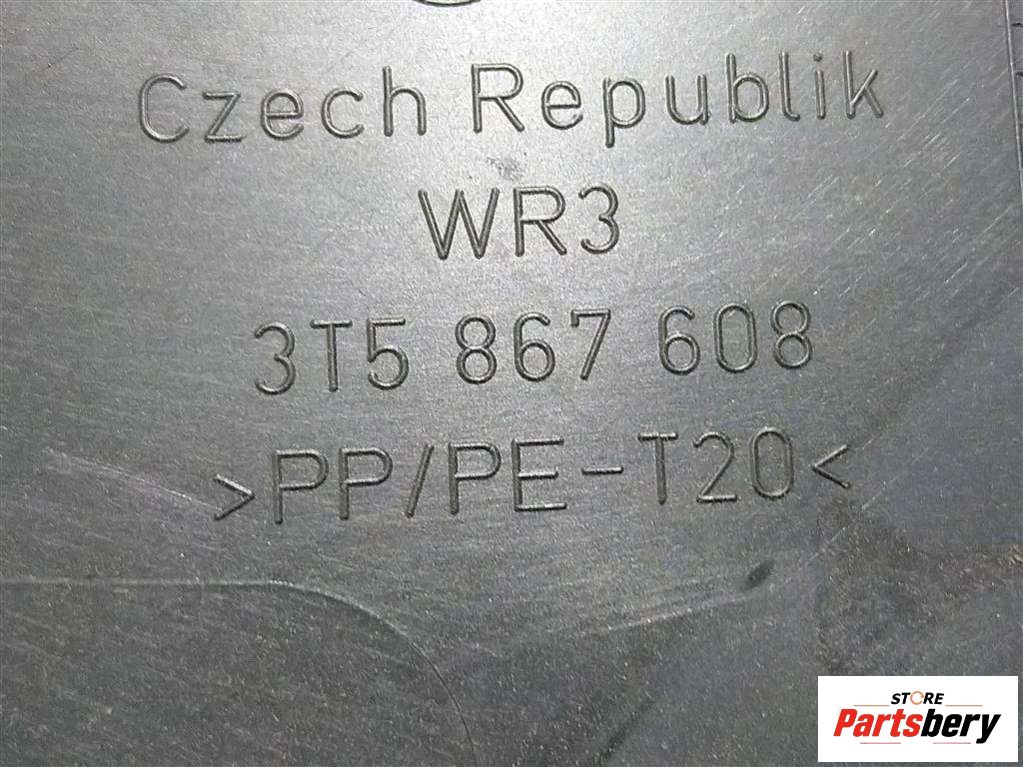 Czech Republik
WR3
3T5 867 608
>PP/PE-T20<
STORE
Partsbery